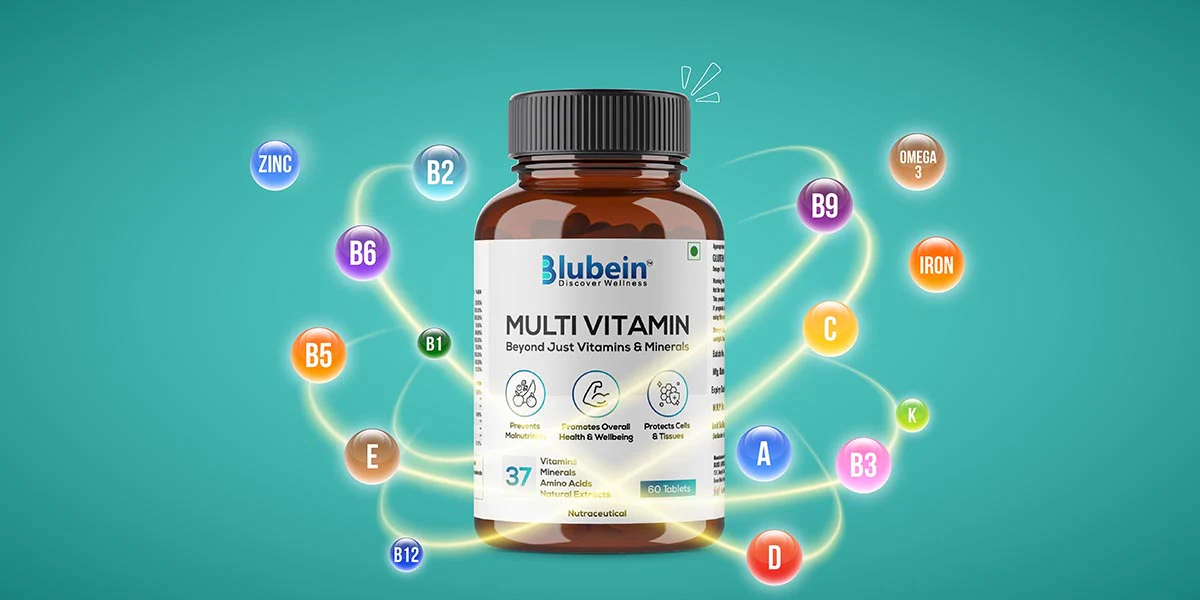 ZINC
B2
B6
B5
B1
E
B12
Blubein™
Discover Wellness
MULTI VITAMIN
Beyond Just Vitamins & Minerals
Prevents
Malnutrition
Promotes Overall
Health & Wellbeing
Protects Cells
& Tissues
37
Vitamins
Minerals
Amino Acids
Natural Extracts
60 Tablets
Nutraceutical
OMEGA
3
B9
IRON
C
K
A
B3
D